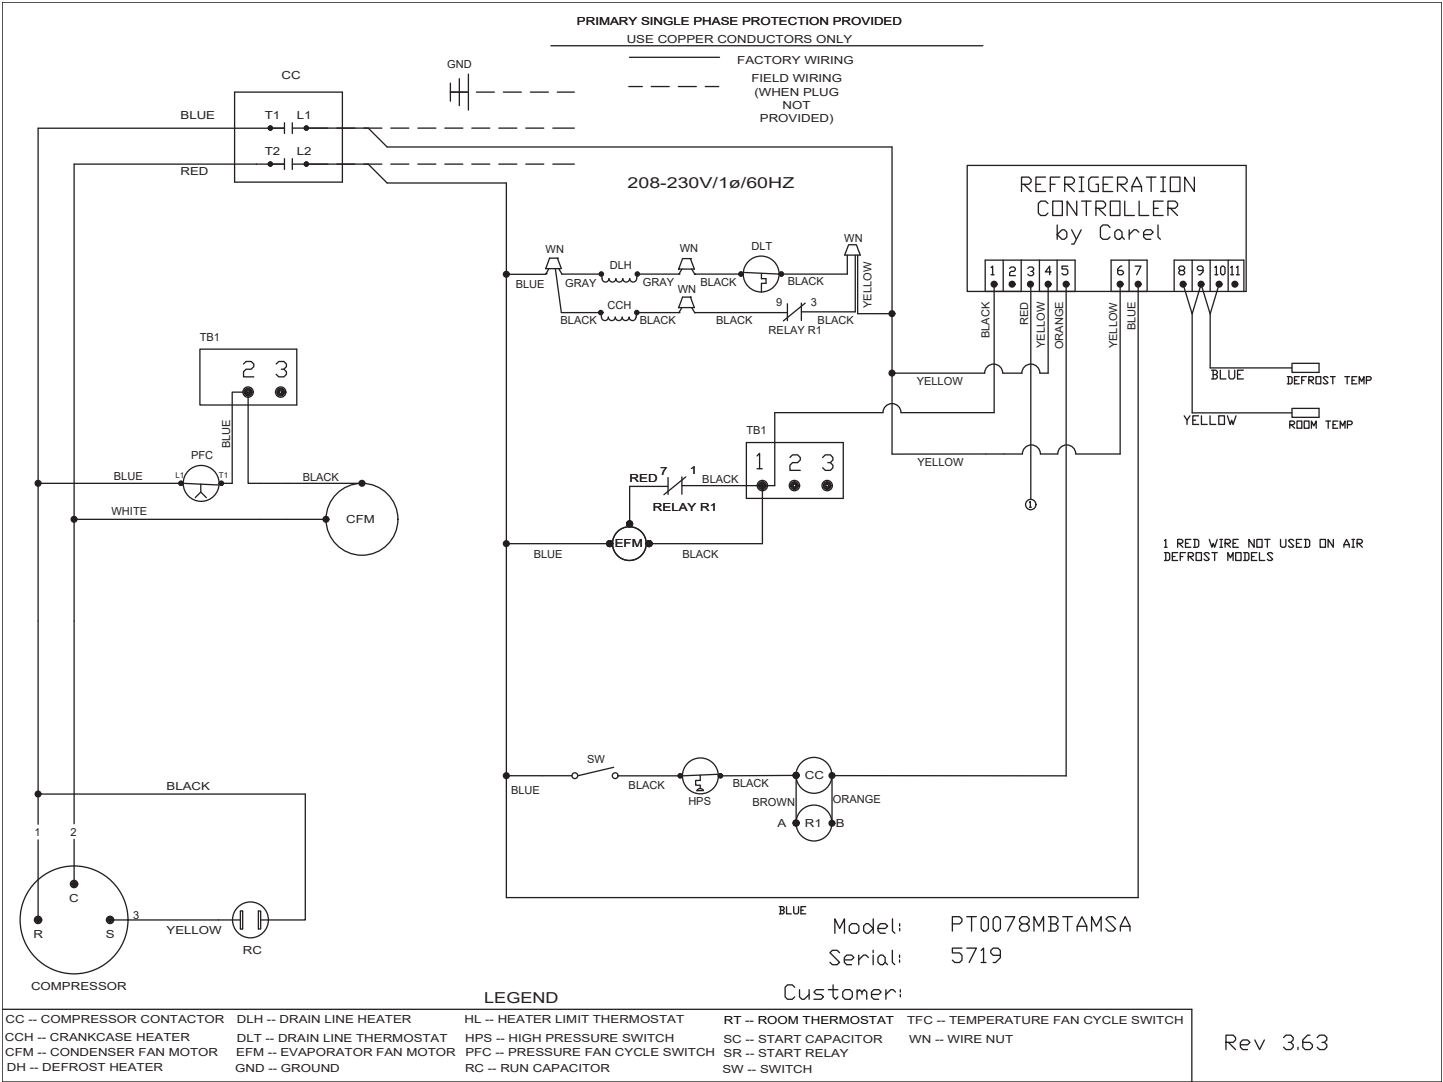 PRIMARY SINGLE PHASE PROTECTION PROVIDED
USE COPPER CONDUCTORS ONLY
FACTORY WIRING
FIELD WIRING
(WHEN PLUG
NOT
PROVIDED)
GND
CC
BLUE
T1 L1
T2 L2
RED
208-230V/1ø/60HZ
REFRIGERATION
CONTROLLER
by Carel
1 2 3 4 5 6 7 8 9 10 11
WN
DLH
WN
DLT
WN
BLUE
GRAY
GRAY
BLACK
BLACK
YELLOW
CCH
WN
9 3
BLACK
BLACK
BLACK
RELAY R1
BLACK
BLACK
RED
YELLOW
ORANGE
YELLOW
BLUE
TB1
2 3
BLUE
YELLOW
BLUE
DEFROST TEMP
YELLOW
ROOM TEMP
TB1
1 2 3
PFC
L1 T1
BLUE
BLACK
WHITE
CFM
YELLOW
RED 7 1 BLACK
RELAY R1
1
EFM
BLUE
BLACK
1 RED WIRE NOT USED ON AIR
DEFROST MODELS
SW
BLUE
BLACK
HPS
BLACK
CC
BROWN
ORANGE
A R1 B
BLACK
1 2
C
R S
3
YELLOW
RC
COMPRESSOR
BLUE
Model: PT0078MBTAMSA
Serial: 5719
Customer:
LEGEND
CC -- COMPRESSOR CONTACTOR DLH -- DRAIN LINE HEATER HL -- HEATER LIMIT THERMOSTAT RT -- ROOM THERMOSTAT TFC -- TEMPERATURE FAN CYCLE SWITCH
CCH -- CRANKCASE HEATER DLT -- DRAIN LINE THERMOSTAT HPS -- HIGH PRESSURE SWITCH SC -- START CAPACITOR WN -- WIRE NUT
CFM -- CONDENSER FAN MOTOR EFM -- EVAPORATOR FAN MOTOR PFC -- PRESSURE FAN CYCLE SWITCH SR -- START RELAY
DH -- DEFROST HEATER GND -- GROUND RC -- RUN CAPACITOR SW -- SWITCH
Rev 3.63